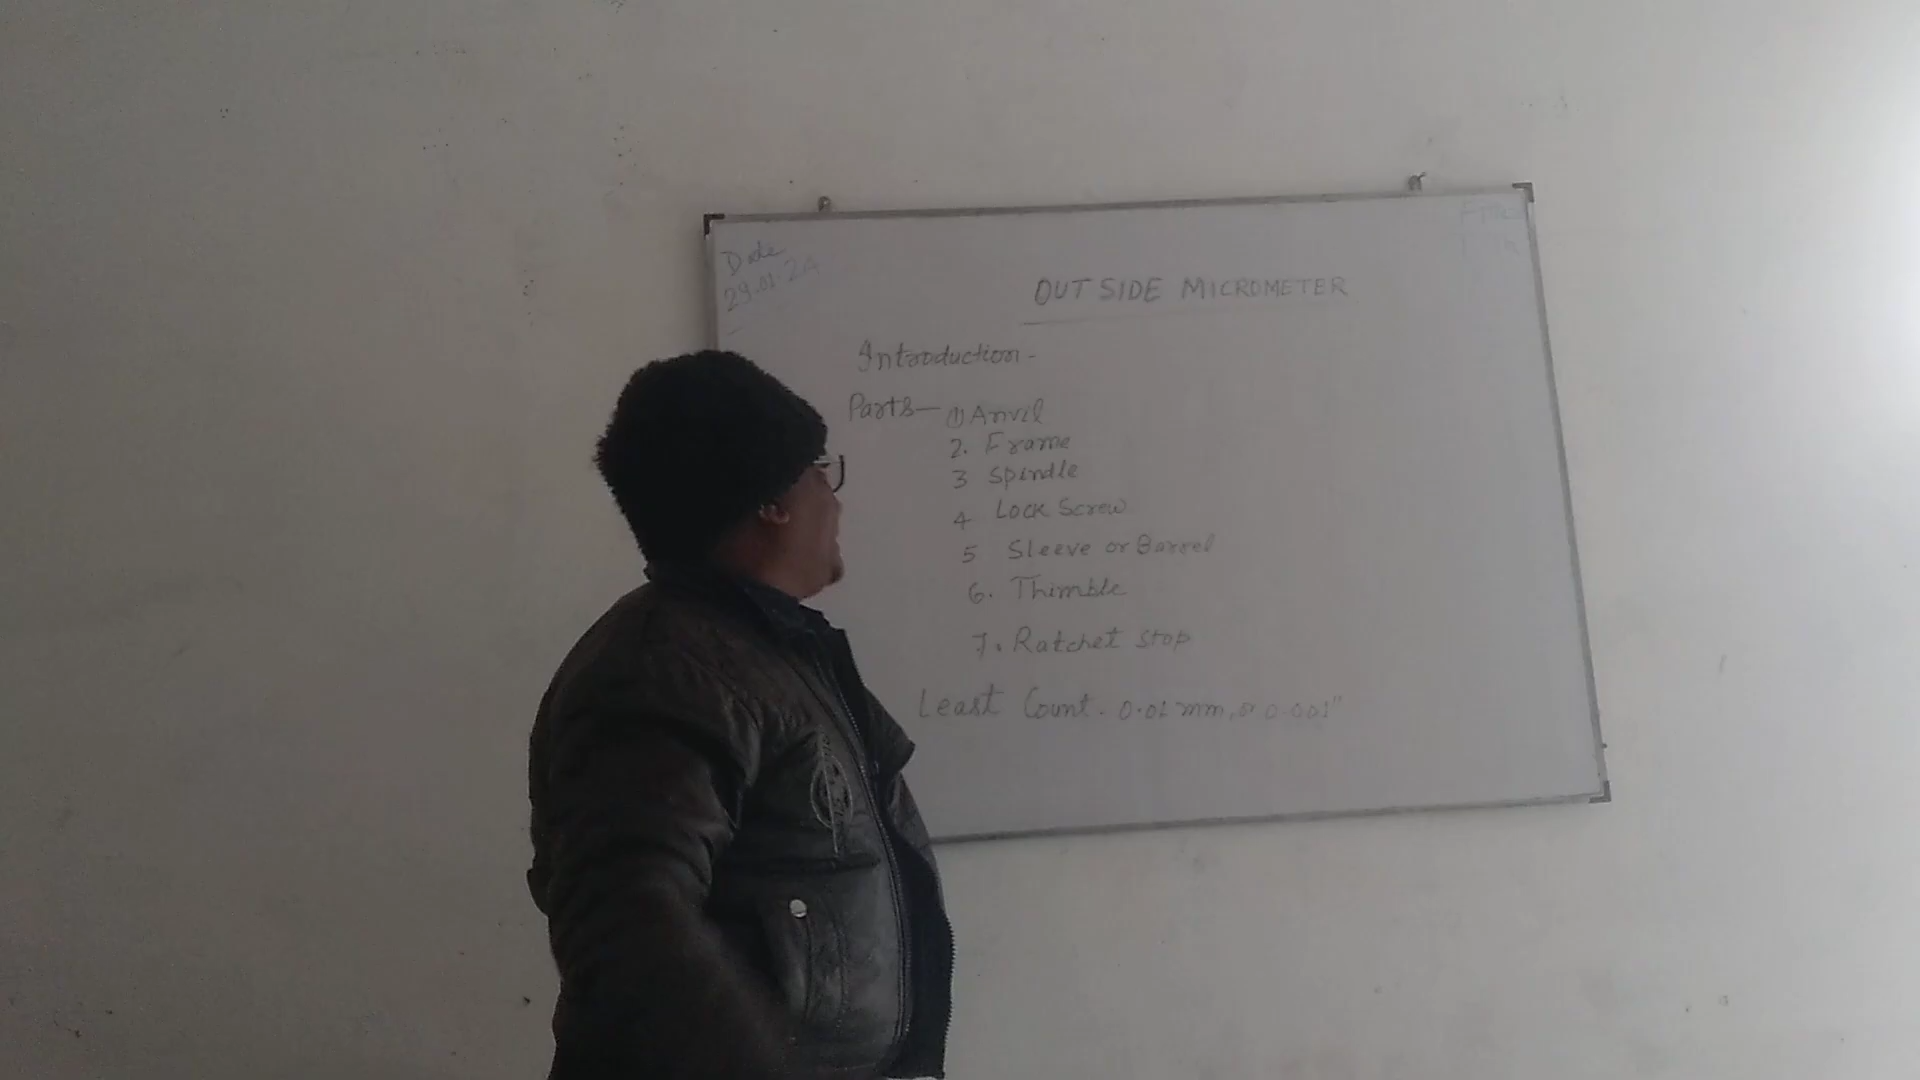 Date
29.01.24
OUT SIDE MICROMETER
Introduction -
Parts— ① Anvil
2. Frame
3 Spindle
4 Lock Screw
5 Sleeve or Barrel
6. Thimble
7. Ratchet stop
Least Count. 0.01 mm, or 0.001"